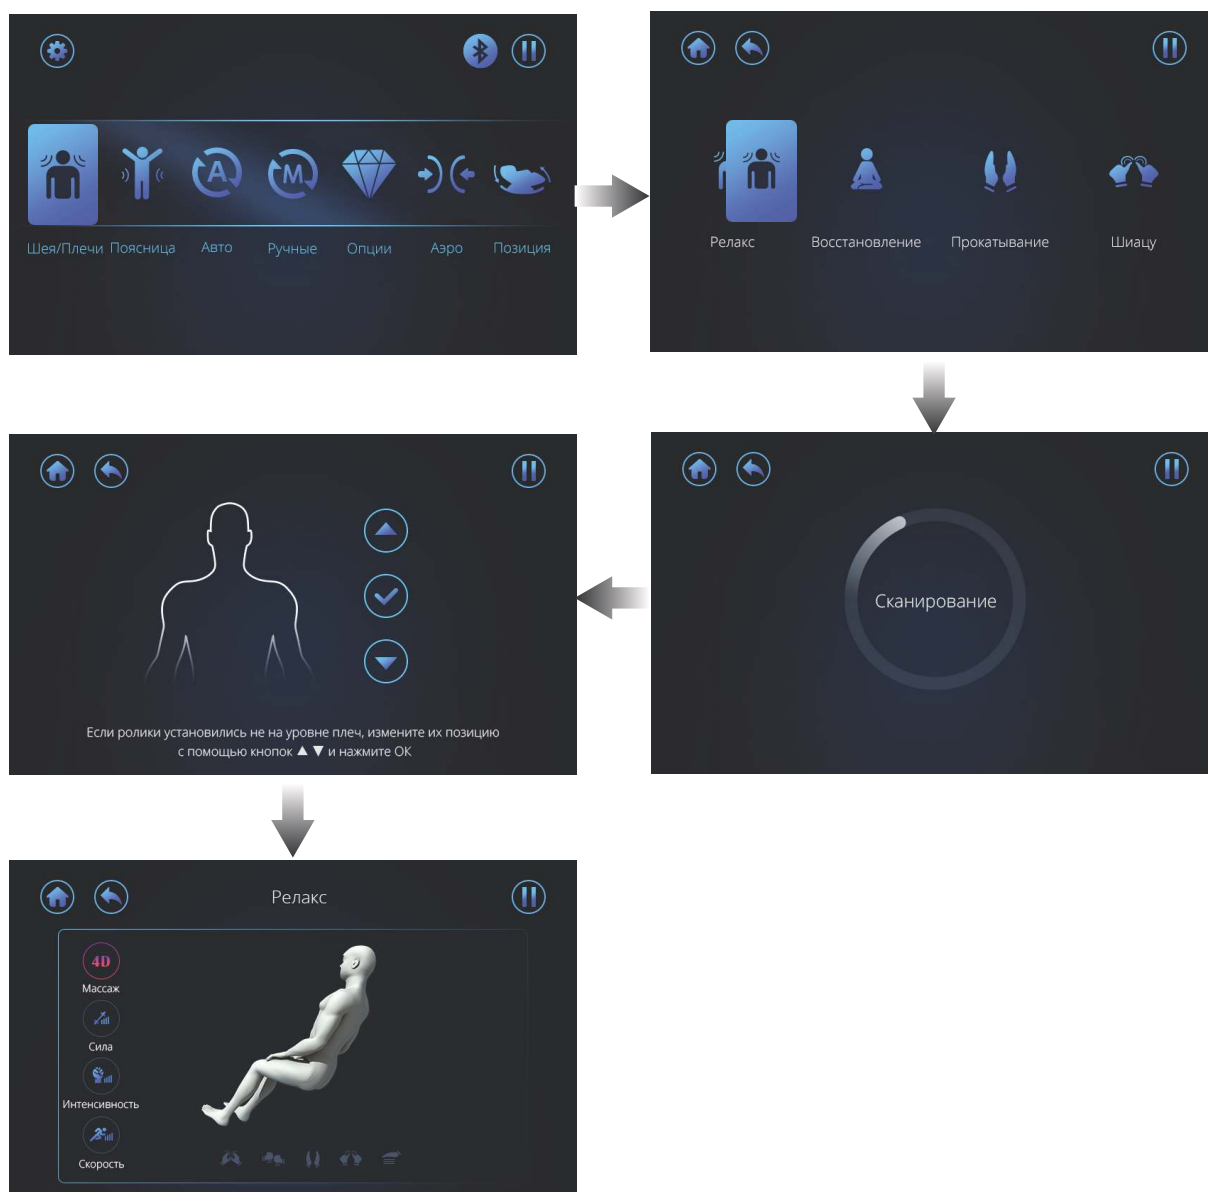 Шея/Плечи Поясница Авто Ручные Опции Аэро Позиция
A
M
Релакс Восстановление Прокатывание Шиацу
Сканирование
Если ролики установились не на уровне плеч, измените их позицию
с помощью кнопок ▲ ▼ и нажмите ОК
Релакс
4D
Массаж
Сила
Интенсивность
Скорость